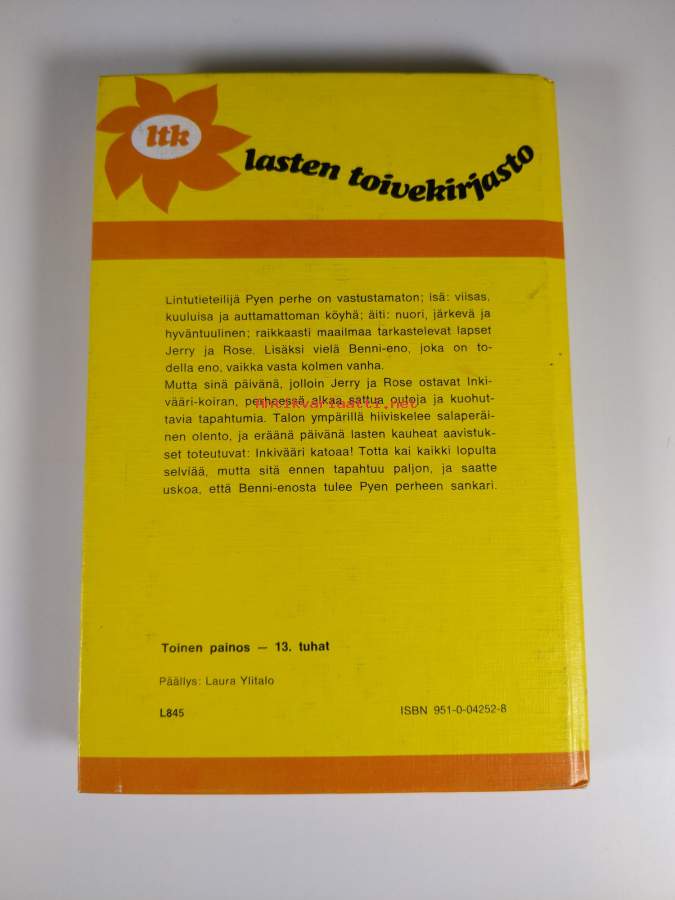 ltk
lasten toivekirjasto
Lintutieteilijä Pyen perhe on vastustamaton; isä: viisas,
kuuluisa ja auttamattoman köyhä; äiti: nuori, järkevä ja
hyväntuulinen; raikkaasti maailmaa tarkastelevat lapset
Jerry ja Rose. Lisäksi vielä Benni-eno, joka on to-
della eno, vaikka vasta kolmen vanha.
Mutta sinä päivänä, jolloin Jerry ja Rose ostavat Inki-
vääri-koiran, perheessä alkaa sattua outoja ja kuohut-
Antikvariaatti.net
tavia tapahtumia. Talon ympärillä hiiviskelee salaperäi-
nen olento, ja eräänä päivänä lasten kauheat aavistuk-
set toteutuvat: Inkivääri katoaa! Totta kai kaikki lopulta
selviää, mutta sitä ennen tapahtuu paljon, ja saatte
uskoa, että Benni-enosta tulee Pyen perheen sankari.
Toinen painos — 13. tuhat
Päällys: Laura Ylitalo
L845
ISBN 951-0-04252-8